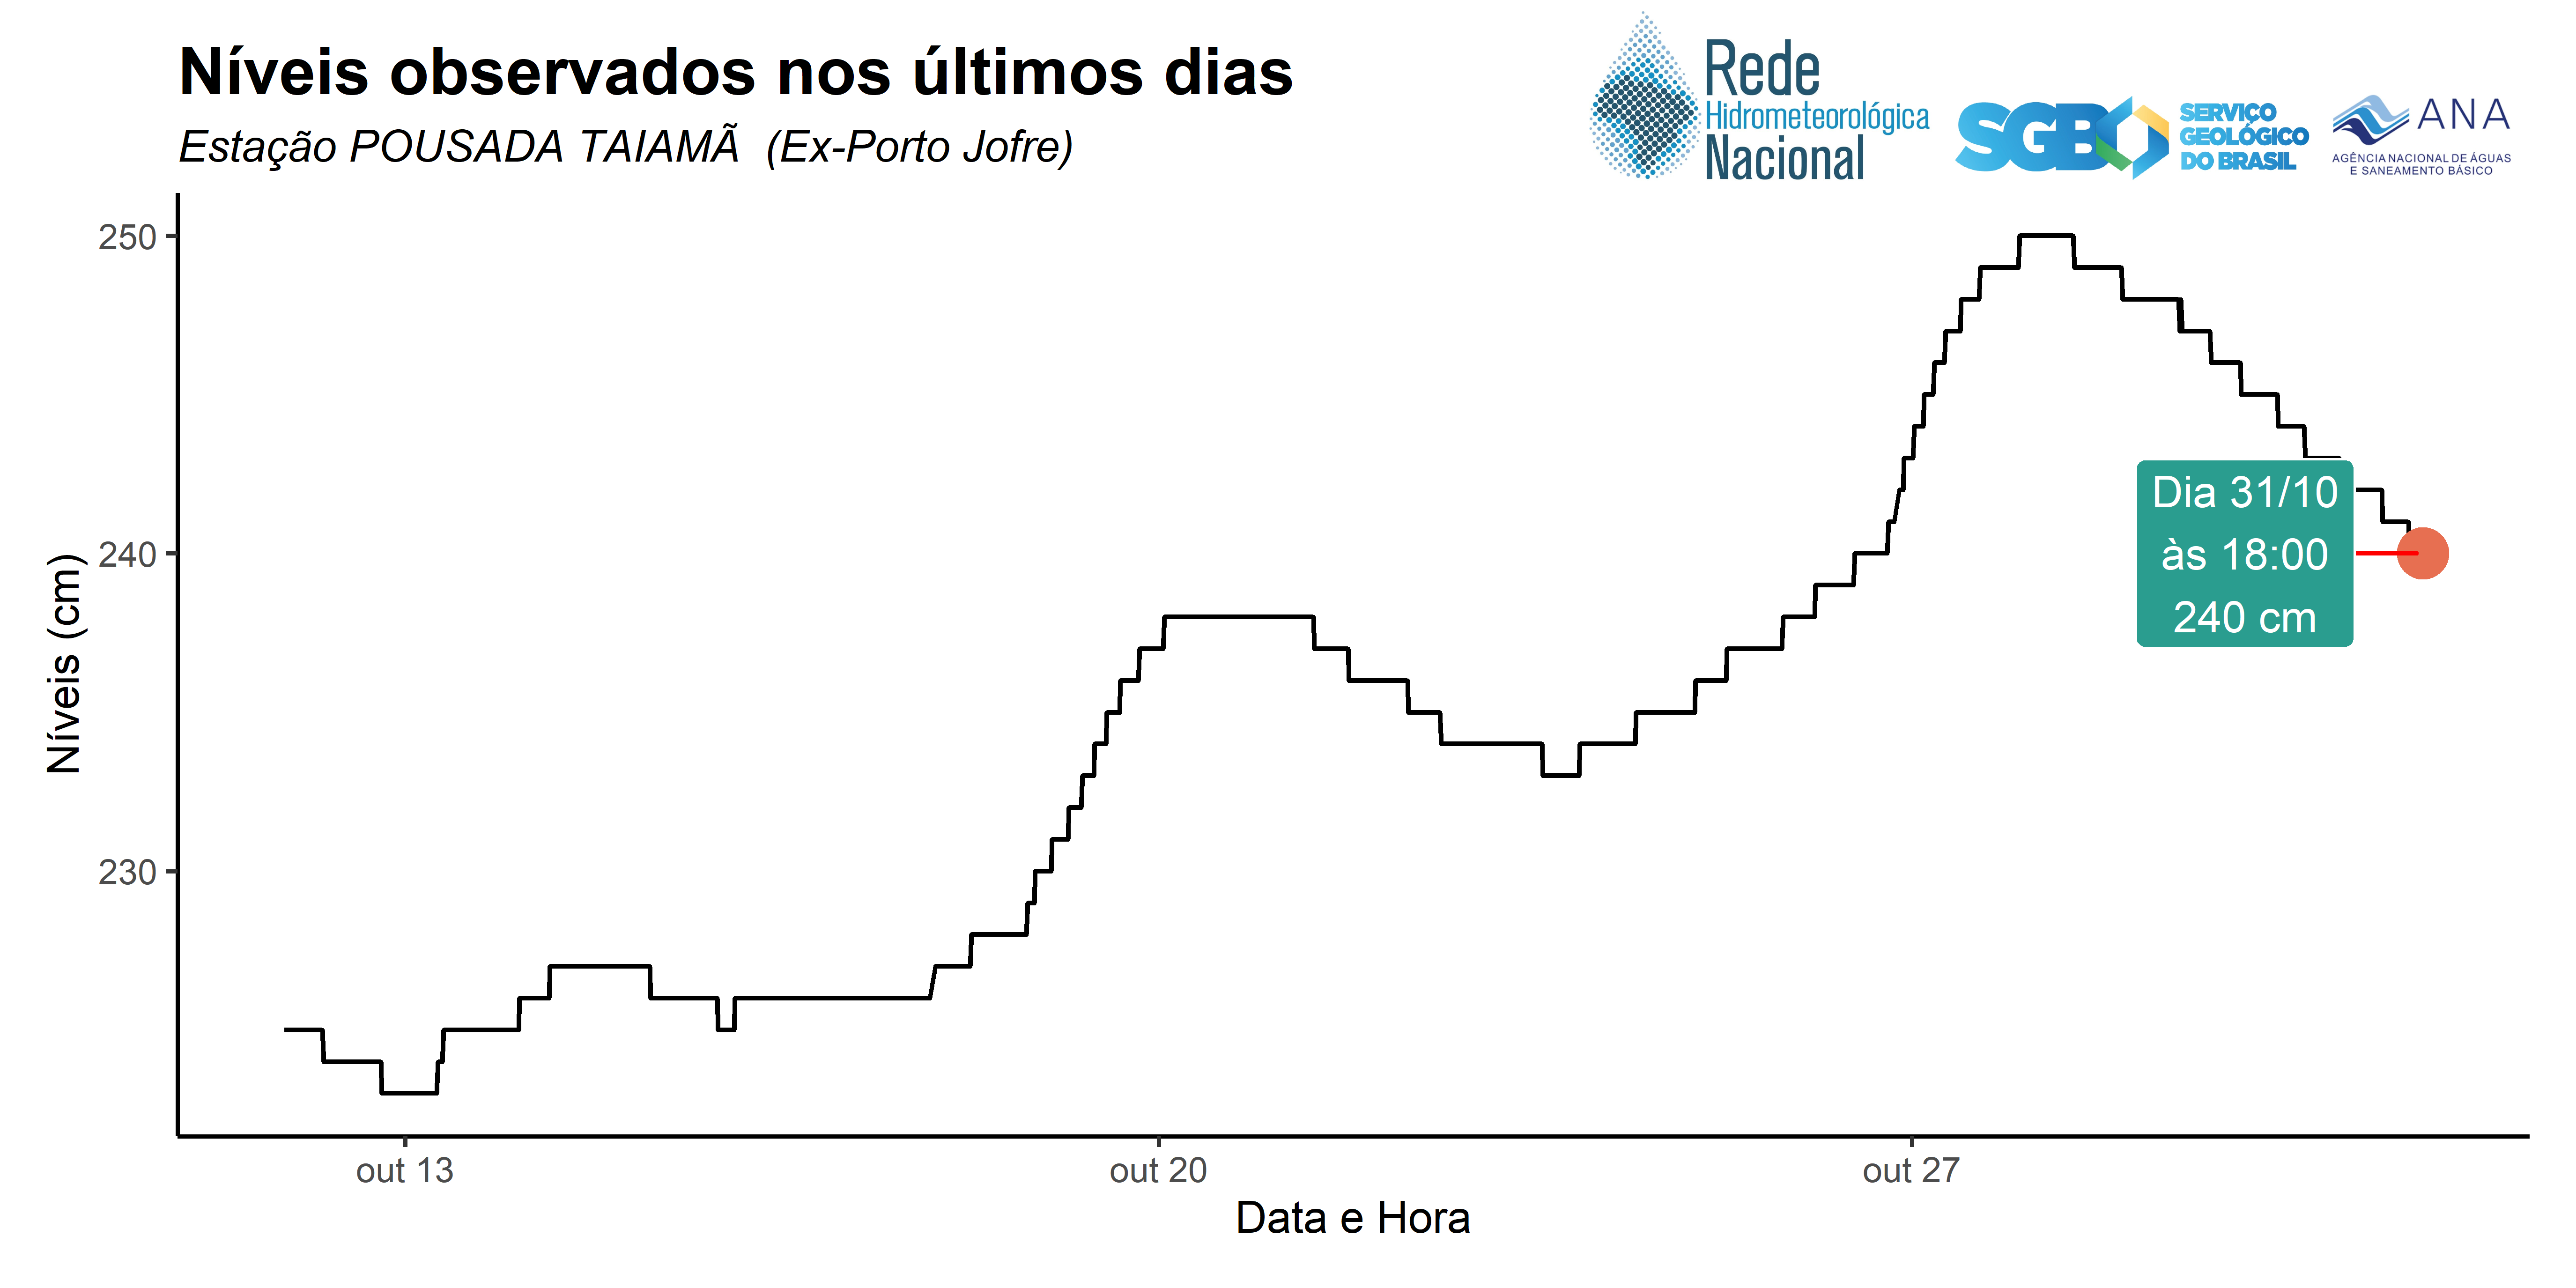 Níveis observados nos últimos dias
Estação POUSADA TAIAMÃ (Ex-Porto Jofre)
Rede
Hidrometeorológica
Nacional
SGB
SERVIÇO
GEOLÓGICO
DO BRASIL
ANA
AGÊNCIA NACIONAL DE ÁGUAS
E SANEAMENTO BÁSICO
250
240
230
Níveis (cm)
Dia 31/10
às 18:00
240 cm
out 13
out 20
out 27
Data e Hora